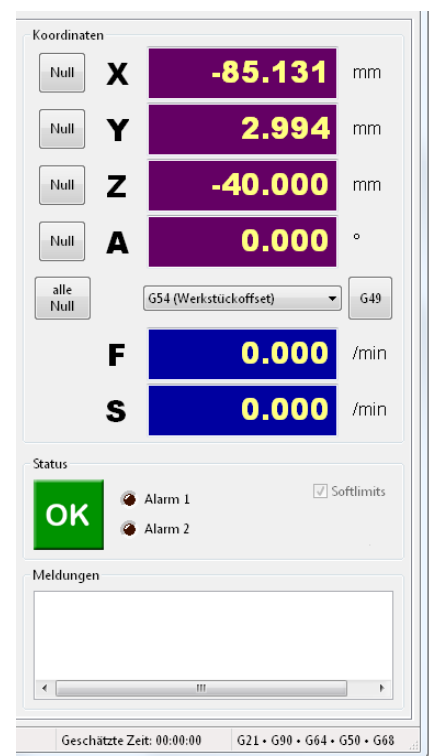 Koordinaten
Null X -85.131 mm
Null Y 2.994 mm
Null Z -40.000 mm
Null A 0.000 °
alle
Null G54 (Werkstückoffset) G49
F 0.000 /min
S 0.000 /min
Status
OK Alarm 1 Softlimits
Alarm 2
Meldungen
Geschätzte Zeit: 00:00:00 G21 • G90 • G64 • G50 • G68